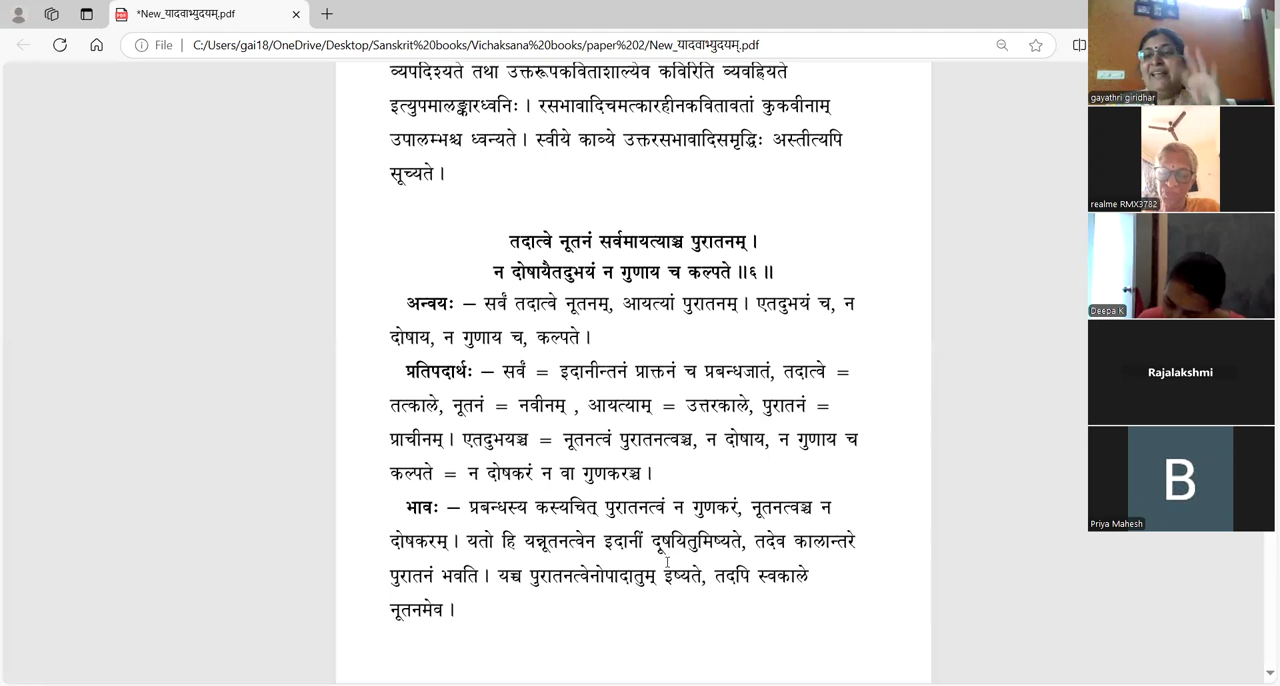 *New_यादवाभ्युदयम्.pdf
File
C:/Users/gai18/OneDrive/Desktop/Sanskrit%20books/Vichaksana%20books/paper%202/New_यादवाभ्युदयम्.pdf
व्यपदिश्यते तथा उक्तरूपकविताशाल्येव कविरिति व्यवह्रियते
इत्युपमालङ्कारध्वनिः । रसभावादिचमत्कारहीनकवितावतां कुकवीनाम्
उपालम्भश्च ध्वन्यते । स्वीये काव्ये उक्तरसभावादिसमृद्धिः अस्तीत्यपि
सूच्यते ।
तदात्वे नूतनं सर्वमायत्याञ्च पुरातनम् ।
न दोषायैतदुभयं न गुणाय च कल्पते ॥६॥
अन्वयः – सर्वं तदात्वे नूतनम्, आयत्यां पुरातनम् । एतदुभयं च, न
दोषाय, न गुणाय च, कल्पते ।
प्रतिपदार्थः – सर्वं = इदानीन्तनं प्राक्तनं च प्रबन्धजातं, तदात्वे =
तत्काले, नूतनं = नवीनम् , आयत्याम् = उत्तरकाले, पुरातनं =
प्राचीनम् । एतदुभयञ्च = नूतनत्वं पुरातनत्वञ्च, न दोषाय, न गुणाय च
कल्पते = न दोषकरं न वा गुणकरञ्च ।
भावः – प्रबन्धस्य कस्यचित् पुरातनत्वं न गुणकरं, नूतनत्वञ्च न
दोषकरम् । यतो हि यन्नूतनत्वेन इदानीं दूषयितुमिष्यते, तदेव कालान्तरे
पुरातनं भवति । यच्च पुरातनत्वेनोपादातुम् इष्यते, तदपि स्वकाले
नूतनमेव ।
gayathri giridhar
realme RMX3782
Deepa K
Rajalakshmi
B
Priya Mahesh